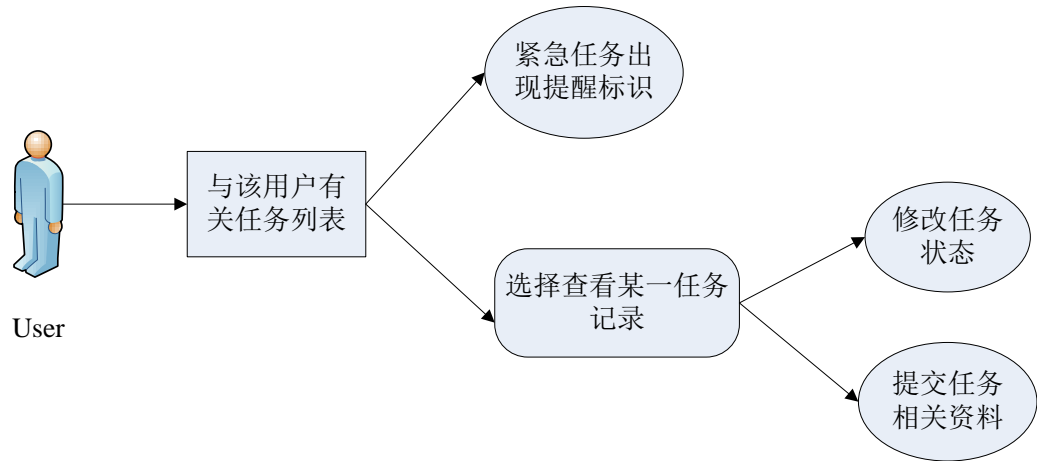 紧急任务出
现提醒标识
与该用户有
关任务列表
User
选择查看某一任务
记录
修改任务
状态
提交任务
相关资料